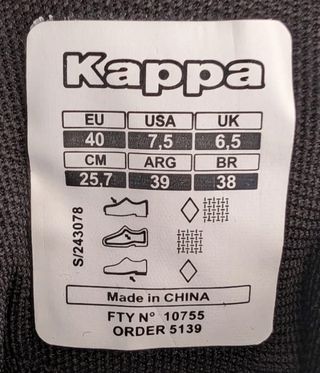 Kappa
EU USA UK
40 7,5 6,5
CM ARG BR
25,7 39 38
S/243078
Made in CHINA
FTY Nº 10755
ORDER 5139